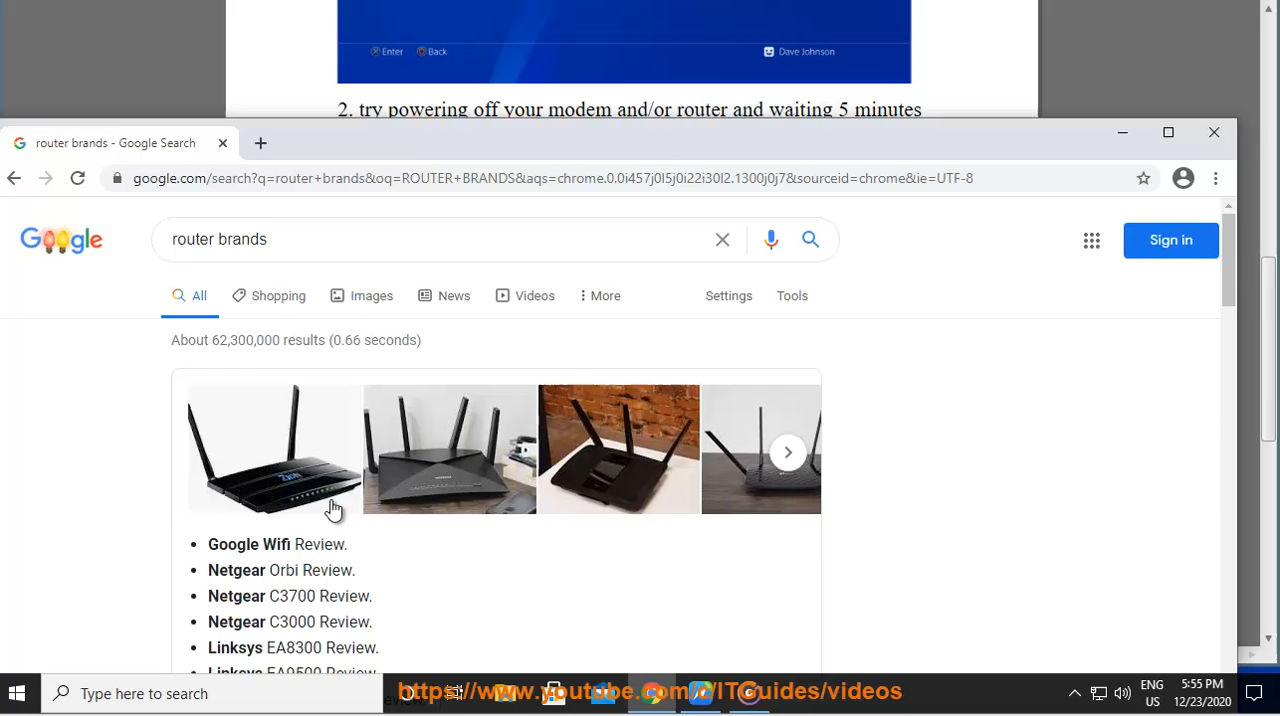 Enter Back Dave Johnson
2. try powering off your modem and/or router and waiting 5 minutes
router brands - Google Search
google.com/search?q=router+brands&oq=ROUTER+BRANDS&aqs=chrome.0.0i457j0l5j0i22i30l2.1300j0j7&sourceid=chrome&ie=UTF-8
Google router brands Sign in
All Shopping Images News Videos More Settings Tools
About 62,300,000 results (0.66 seconds)
• Google Wifi Review.
• Netgear Orbi Review.
• Netgear C3700 Review.
• Netgear C3000 Review.
• Linksys EA8300 Review.
Type here to search
https://www.youtube.com/c/ITGuides/videos
ENG
US
5:55 PM
12/23/2020